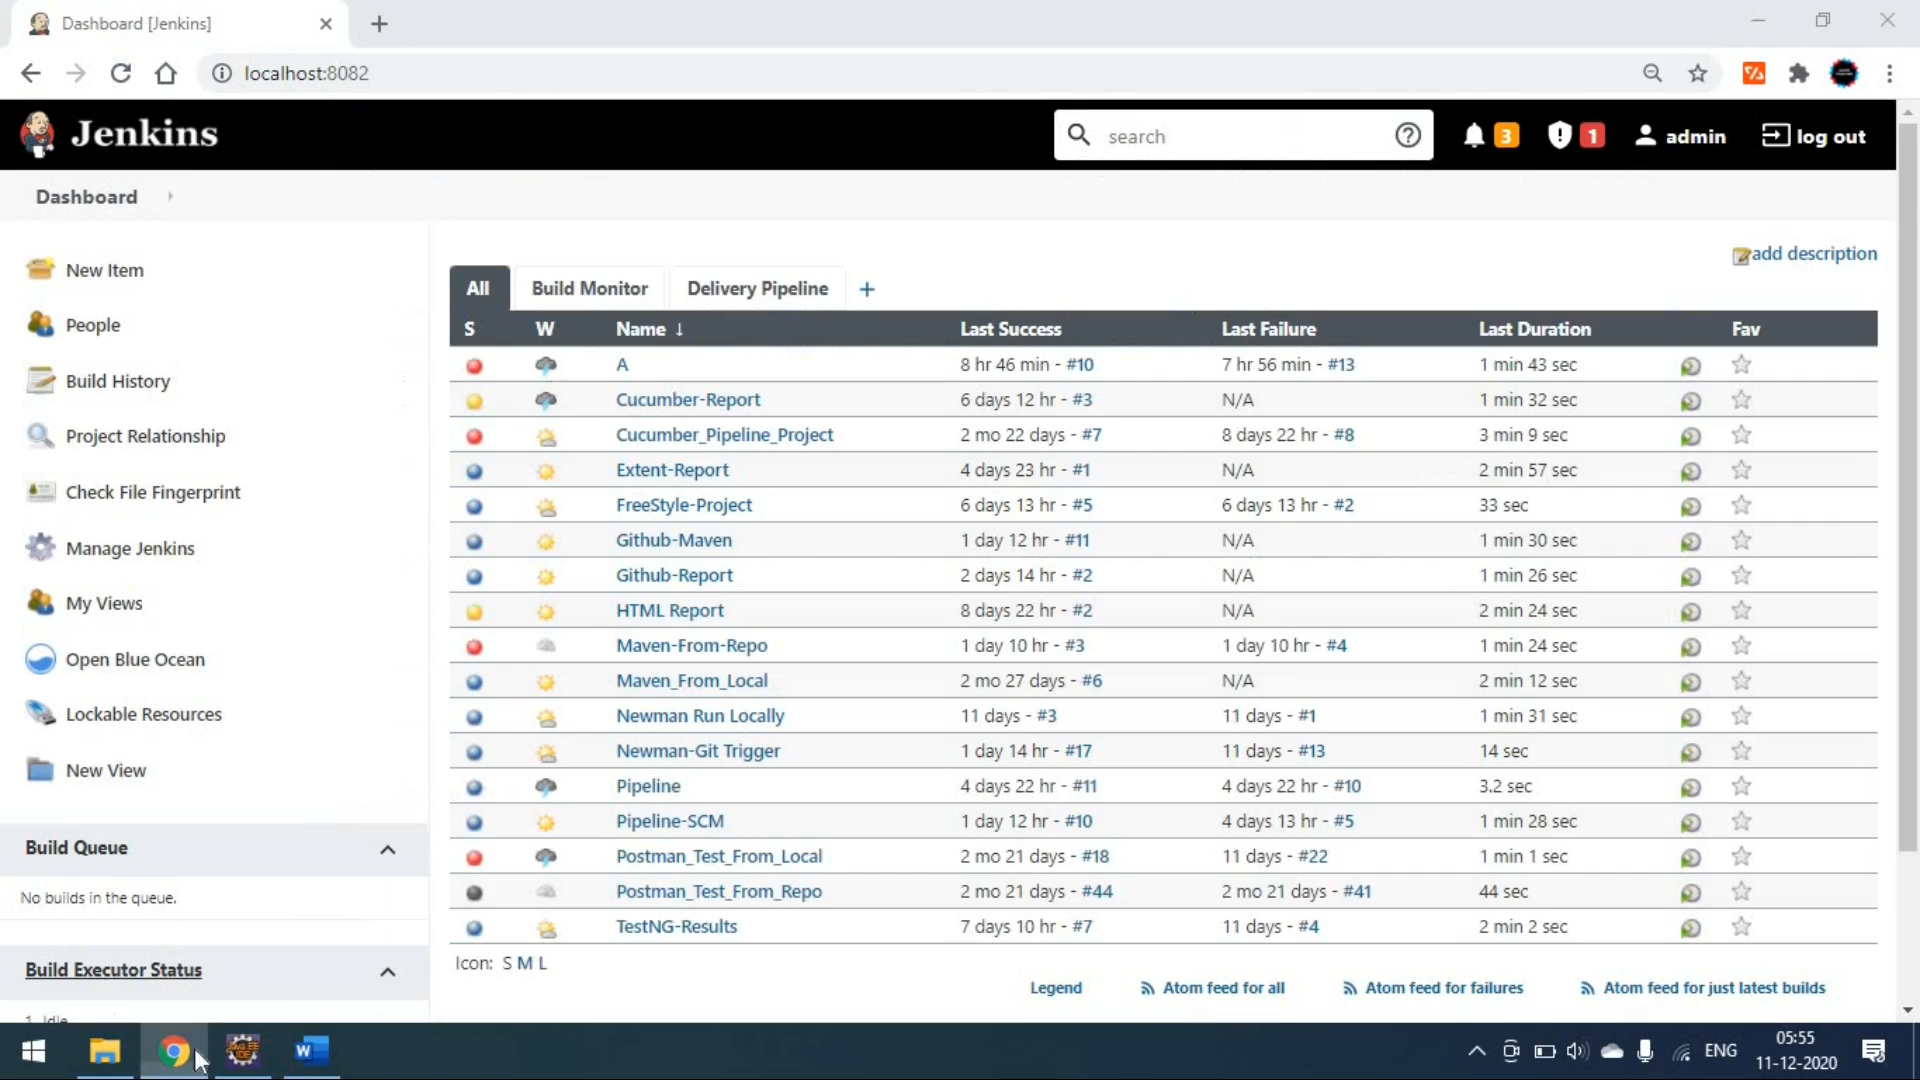 Dashboard [Jenkins]
localhost:8082
Jenkins
search
3
1
admin
log out
Dashboard
add description
New Item
People
Build History
Project Relationship
Check File Fingerprint
Manage Jenkins
My Views
Open Blue Ocean
Lockable Resources
New View
Build Queue
No builds in the queue.
Build Executor Status
1 Idle
All Build Monitor Delivery Pipeline +
S W Name ↓ Last Success Last Failure Last Duration Fav
A 8 hr 46 min - #10 7 hr 56 min - #13 1 min 43 sec
Cucumber-Report 6 days 12 hr - #3 N/A 1 min 32 sec
Cucumber_Pipeline_Project 2 mo 22 days - #7 8 days 22 hr - #8 3 min 9 sec
Extent-Report 4 days 23 hr - #1 N/A 2 min 57 sec
FreeStyle-Project 6 days 13 hr - #5 6 days 13 hr - #2 33 sec
Github-Maven 1 day 12 hr - #11 N/A 1 min 30 sec
Github-Report 2 days 14 hr - #2 N/A 1 min 26 sec
HTML Report 8 days 22 hr - #2 N/A 2 min 24 sec
Maven-From-Repo 1 day 10 hr - #3 1 day 10 hr - #4 1 min 24 sec
Maven_From_Local 2 mo 27 days - #6 N/A 2 min 12 sec
Newman Run Locally 11 days - #3 11 days - #1 1 min 31 sec
Newman-Git Trigger 1 day 14 hr - #17 11 days - #13 14 sec
Pipeline 4 days 22 hr - #11 4 days 22 hr - #10 3.2 sec
Pipeline-SCM 1 day 12 hr - #10 4 days 13 hr - #5 1 min 28 sec
Postman_Test_From_Local 2 mo 21 days - #18 11 days - #22 1 min 1 sec
Postman_Test_From_Repo 2 mo 21 days - #44 2 mo 21 days - #41 44 sec
TestNG-Results 7 days 10 hr - #7 11 days - #4 2 min 2 sec
Icon: S M L
Legend Atom feed for all Atom feed for failures Atom feed for just latest builds
ENG
05:55
11-12-2020